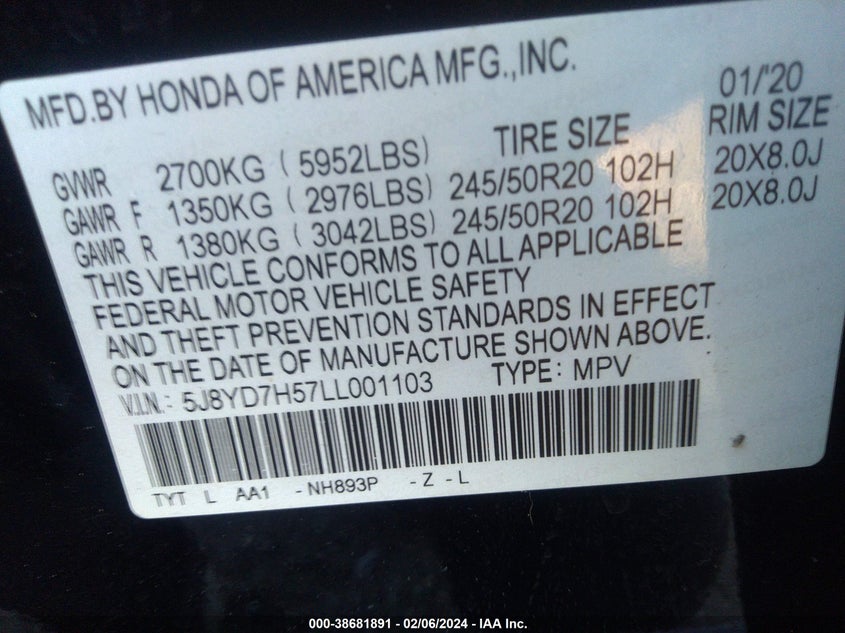 MFD.BY HONDA OF AMERICA MFG.,INC. 01/'20
TIRE SIZE RIM SIZE
GVWR 2700KG ( 5952LBS)
GAWR F 1350KG ( 2976LBS) 245/50R20 102H 20X8.0J
GAWR R 1380KG ( 3042LBS) 245/50R20 102H 20X8.0J
THIS VEHICLE CONFORMS TO ALL APPLICABLE
FEDERAL MOTOR VEHICLE SAFETY
AND THEFT PREVENTION STANDARDS IN EFFECT
ON THE DATE OF MANUFACTURE SHOWN ABOVE.
V.I.N.: 5J8YD7H57LL001103 TYPE: MPV
TYT L AA1 -NH893P -Z -L
000-38681891 - 02/06/2024 - IAA Inc.